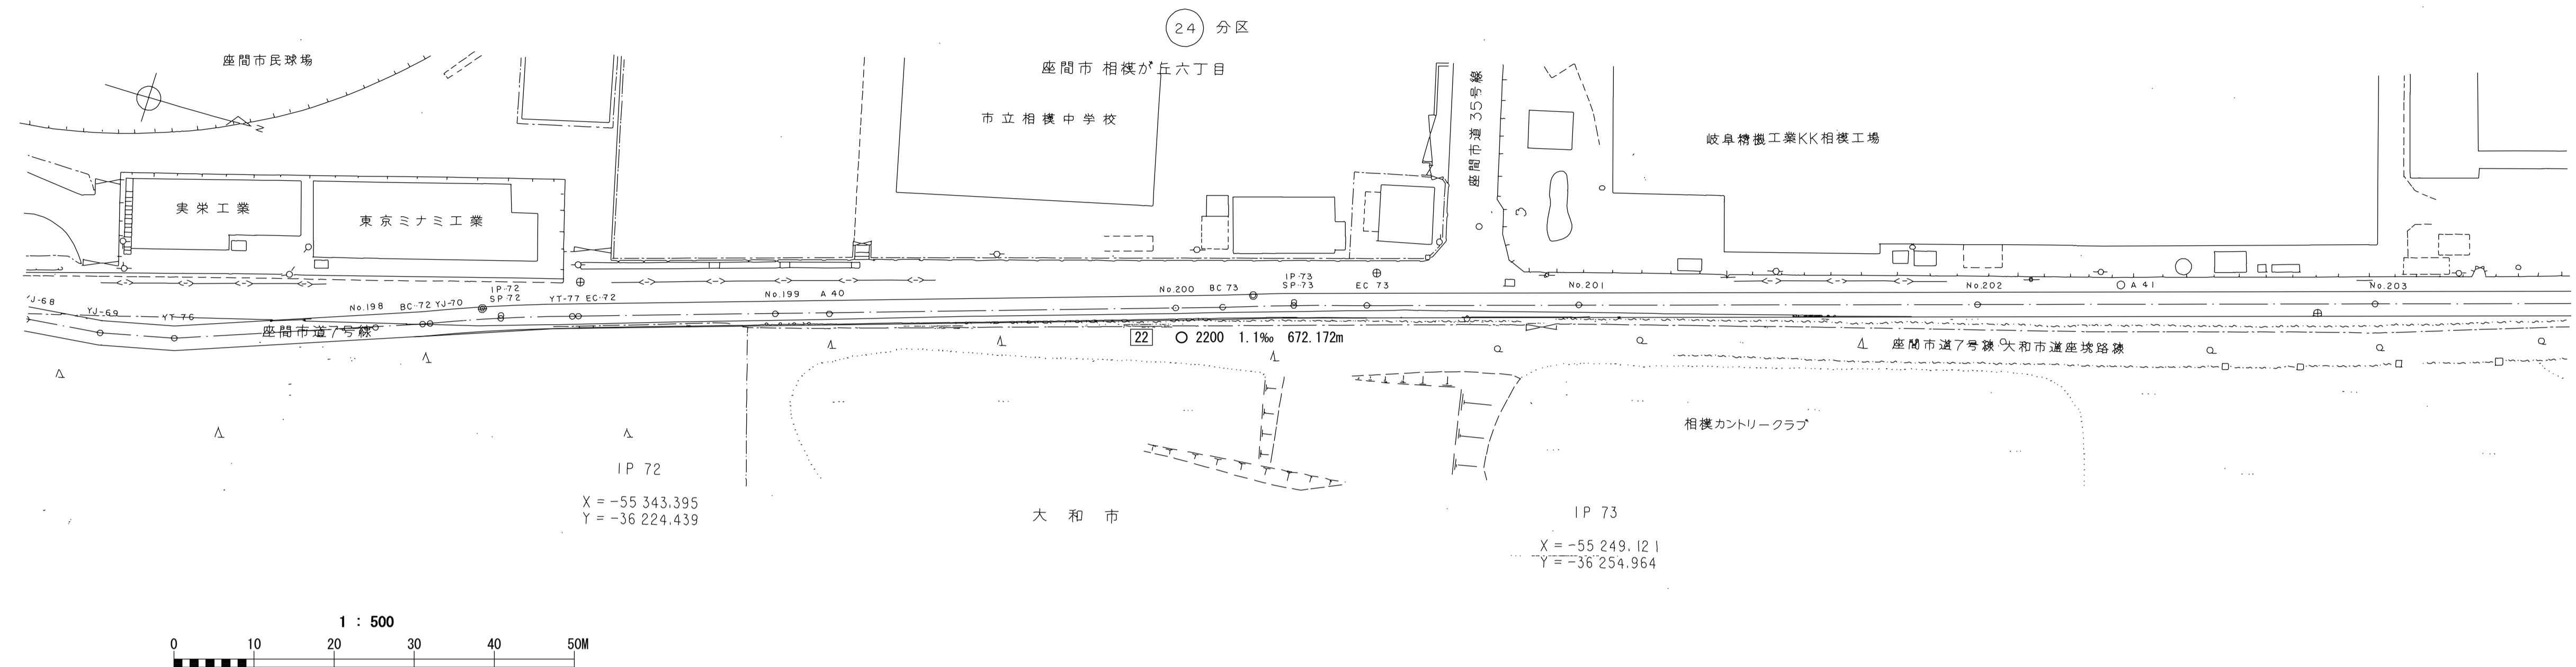 24 分区
座間市民球場
座間市 相模が丘六丁目
市立相模中学校
座間市道35号線
岐阜精機工業KK相模工場
N
実栄工業
東京ミナミ工業
YJ-68
YJ-69
YT-76
No.198
BC-72
YJ-70
IP-72
SP-72
YT-77
EC-72
No.199
A 40
No.200
BC 73
IP-73
SP-73
EC 73
No.201
No.202
A 41
No.203
座間市道7号線
22 ○ 2200 1.1‰ 672.172m
座間市道7号線 大和市道座境路線
相模カントリークラブ
IP 72
X = -55 343.395
Y = -36 224.439
大和市
IP 73
X = -55 249.121
Y = -36 254.964
1 : 500
0 10 20 30 40 50M